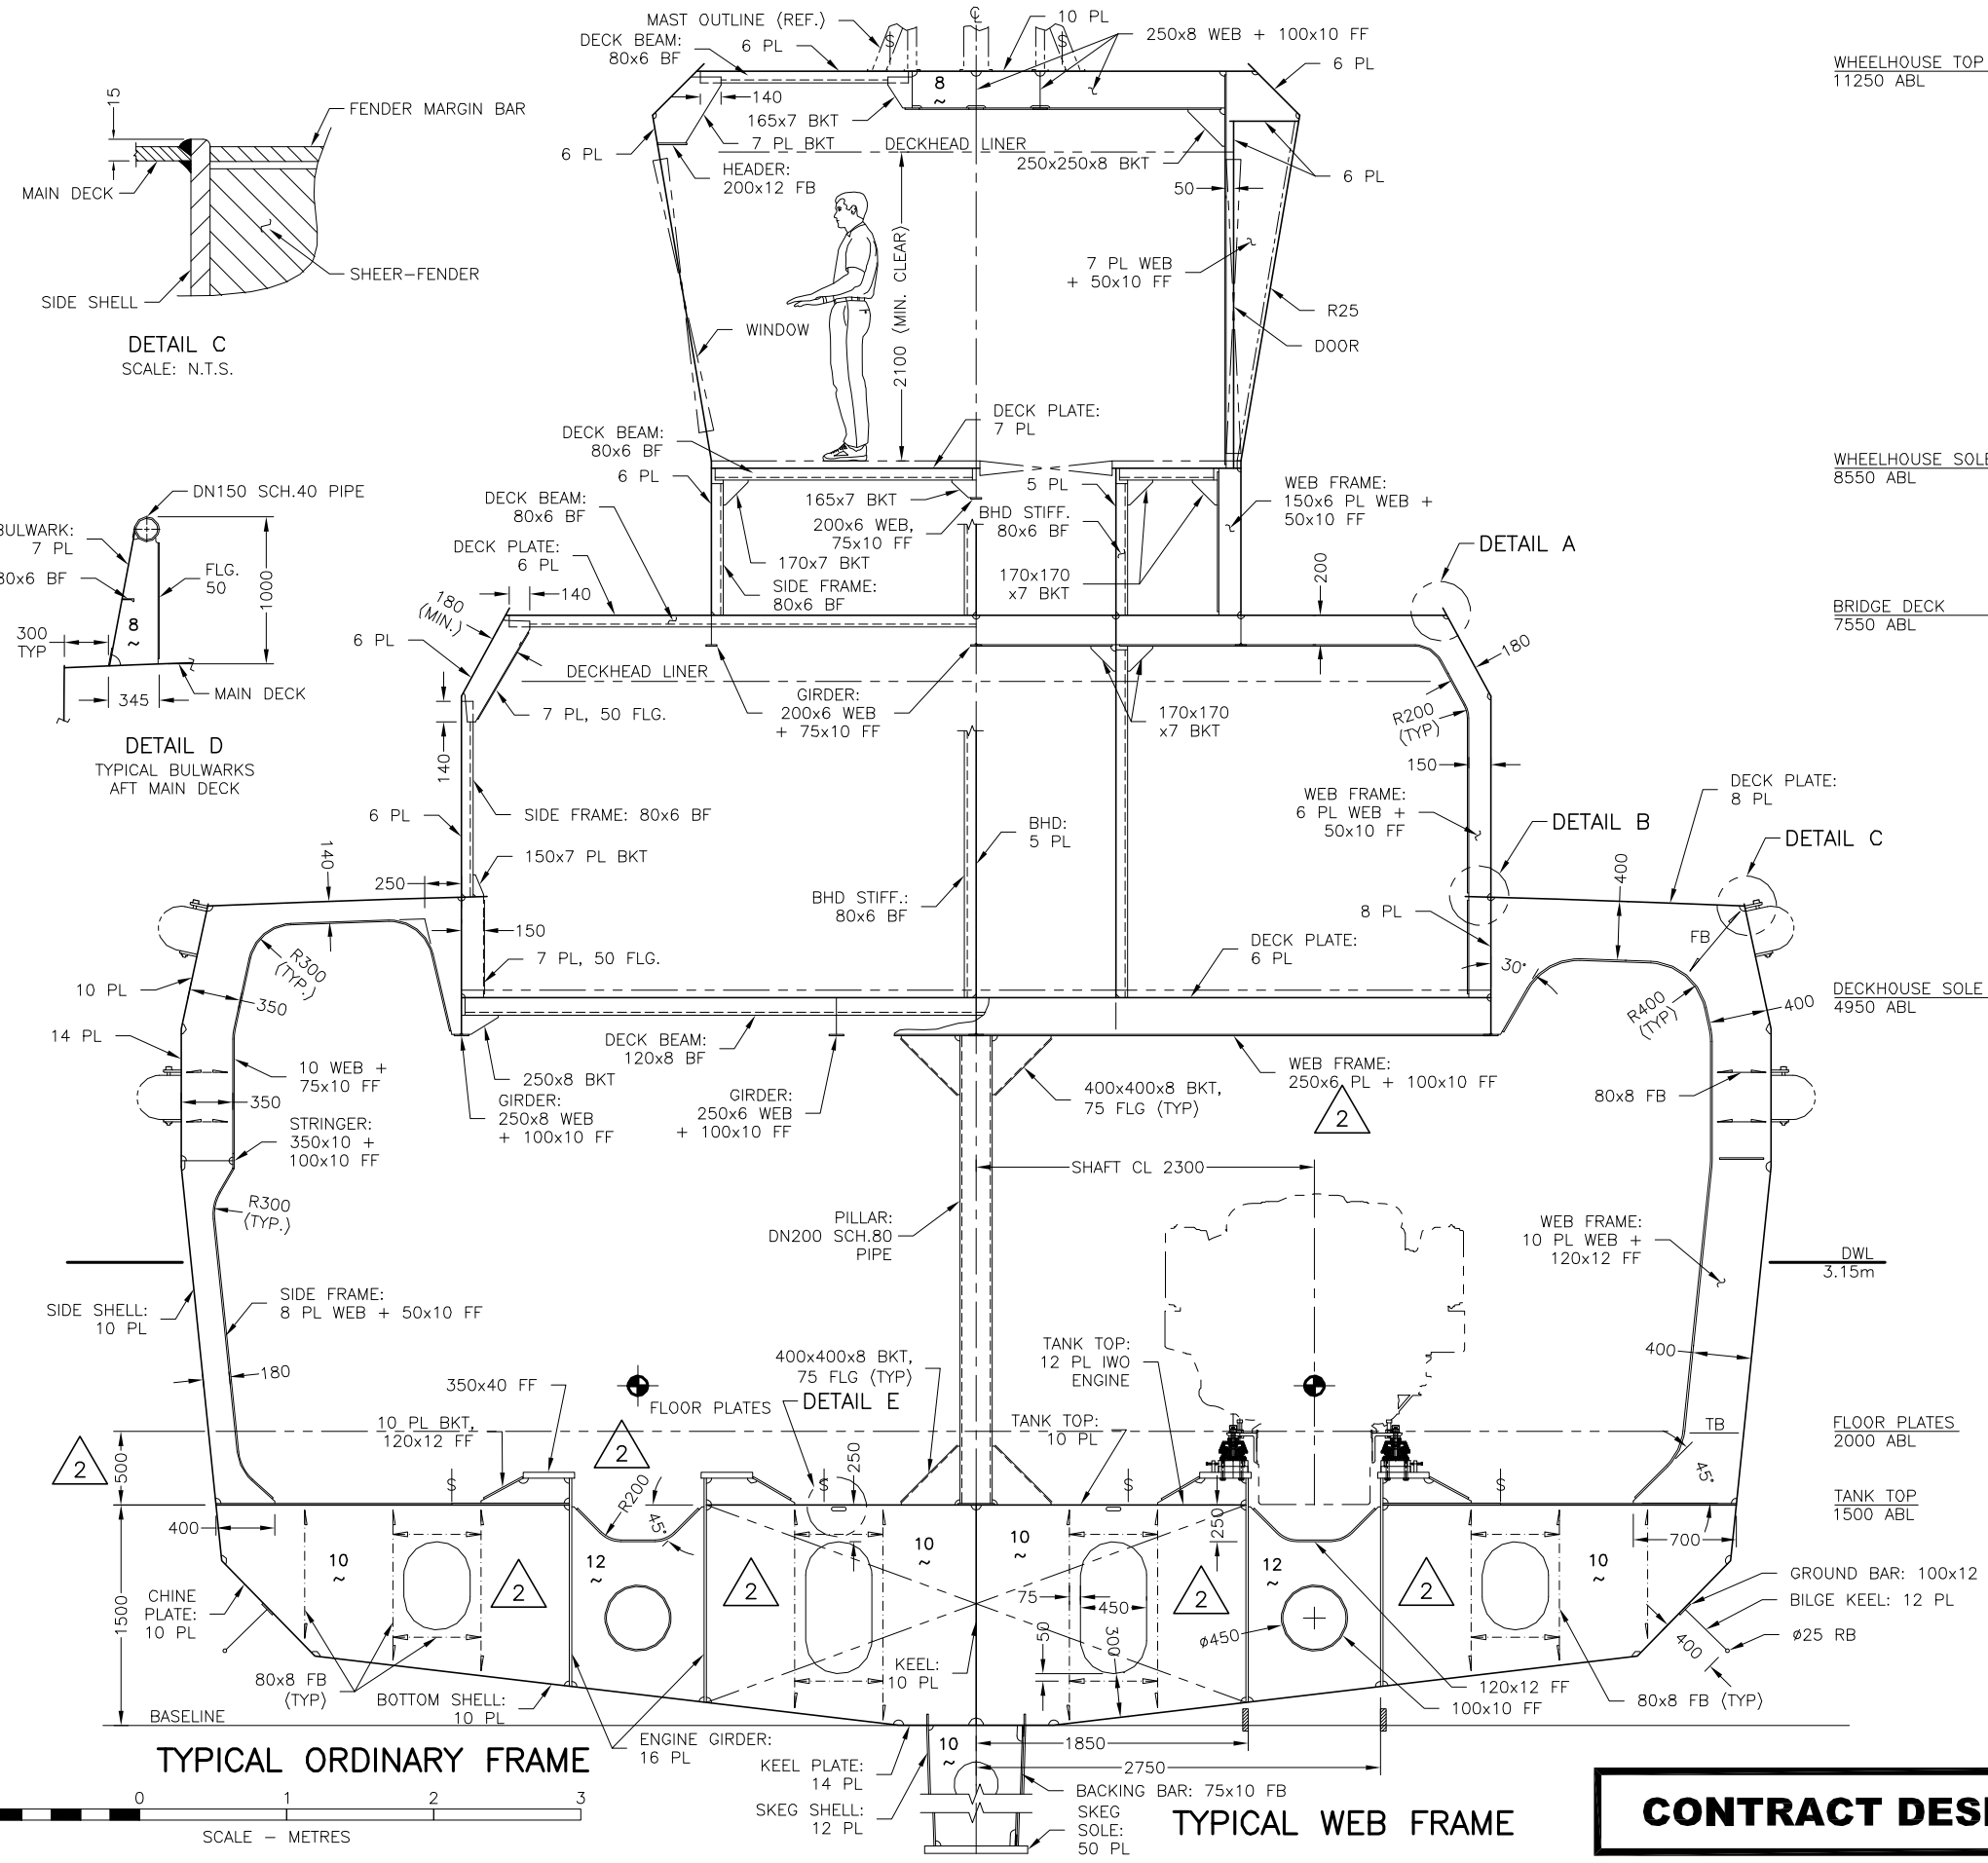 MAST OUTLINE (REF.)
DECK BEAM:
80x6 BF
6 PL
℄
10 PL
250x8 WEB + 100x10 FF
6 PL
S
S
8
~
140
165x7 BKT
7 PL BKT
6 PL
HEADER:
200x12 FB
DECKHEAD LINER
250x250x8 BKT
50
6 PL
WHEELHOUSE TOP
11250 ABL
15
FENDER MARGIN BAR
MAIN DECK
SHEER-FENDER
SIDE SHELL
DETAIL C
SCALE: N.T.S.
2100 (MIN. CLEAR)
7 PL WEB
+ 50x10 FF
R25
DOOR
WINDOW
DECK BEAM:
80x6 BF
DECK PLATE:
7 PL
6 PL
165x7 BKT
5 PL
WEB FRAME:
150x6 PL WEB +
50x10 FF
WHEELHOUSE SOLE
8550 ABL
DECK BEAM:
80x6 BF
200x6 WEB,
75x10 FF
BHD STIFF.
80x6 BF
170x7 BKT
DECK PLATE:
6 PL
SIDE FRAME:
80x6 BF
170x170
x7 BKT
200
DETAIL A
DN150 SCH.40 PIPE
BULWARK:
7 PL
80x6 BF
FLG.
50
1000
8
~
300
TYP
345
MAIN DECK
DETAIL D
TYPICAL BULWARKS
AFT MAIN DECK
140
180
(MIN.)
6 PL
DECKHEAD LINER
7 PL, 50 FLG.
GIRDER:
200x6 WEB
+ 75x10 FF
170x170
x7 BKT
180
R200
(TYP)
150
BRIDGE DECK
7550 ABL
140
SIDE FRAME: 80x6 BF
6 PL
BHD:
5 PL
WEB FRAME:
6 PL WEB +
50x10 FF
DETAIL B
DECK PLATE:
8 PL
DETAIL C
140
250
150x7 PL BKT
BHD STIFF.:
80x6 BF
400
8 PL
FB
150
7 PL, 50 FLG.
DECK PLATE:
6 PL
30°
R300
(TYP.)
10 PL
350
14 PL
R400
(TYP)
400
DECKHOUSE SOLE
4950 ABL
DECK BEAM:
120x8 BF
10 WEB +
75x10 FF
350
250x8 BKT
GIRDER:
250x8 WEB
+ 100x10 FF
GIRDER:
250x6 WEB
+ 100x10 FF
400x400x8 BKT,
75 FLG (TYP)
WEB FRAME:
250x6 PL + 100x10 FF
2
80x8 FB
STRINGER:
350x10 +
100x10 FF
SHAFT CL 2300
R300
(TYP.)
PILLAR:
DN200 SCH.80
PIPE
WEB FRAME:
10 PL WEB +
120x12 FF
DWL
3.15m
SIDE SHELL:
10 PL
SIDE FRAME:
8 PL WEB + 50x10 FF
180
350x40 FF
400x400x8 BKT,
75 FLG (TYP)
TANK TOP:
12 PL IWO
ENGINE
400
FLOOR PLATES
DETAIL E
10 PL BKT,
120x12 FF
2
TANK TOP:
10 PL
TB
FLOOR PLATES
2000 ABL
2
500
S
R200
45°
250
S
S
S
45°
TANK TOP
1500 ABL
400
250
700
10
~
12
~
10
~
10
~
12
~
10
~
2
2
2
2
1500
CHINE
PLATE:
10 PL
75
450
50
300
ø450
GROUND BAR: 100x12
BILGE KEEL: 12 PL
ø25 RB
400
80x8 FB
(TYP)
BOTTOM SHELL:
10 PL
KEEL:
10 PL
120x12 FF
100x10 FF
80x8 FB (TYP)
BASELINE
TYPICAL ORDINARY FRAME
ENGINE GIRDER:
16 PL
10
~
1850
2750
KEEL PLATE:
14 PL
SKEG SHELL:
12 PL
BACKING BAR: 75x10 FB
SKEG
SOLE:
50 PL
TYPICAL WEB FRAME
0 1 2 3
SCALE - METRES
CONTRACT DESI